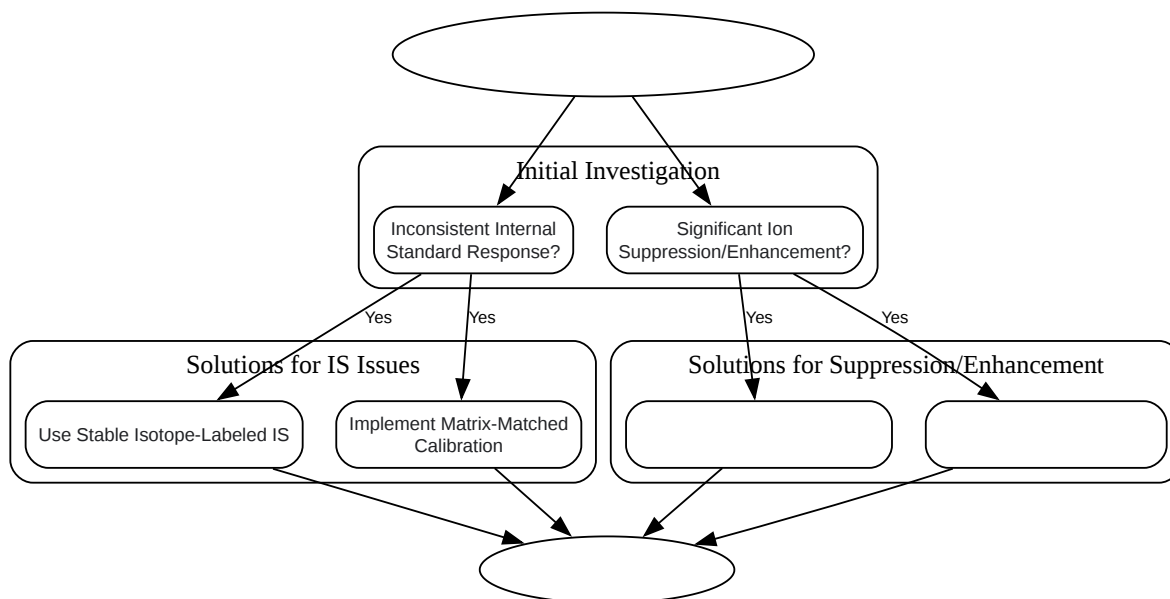 Initial Investigation
Inconsistent Internal
Standard Response?
Significant Ion
Suppression/Enhancement?
Yes
Yes
Yes
Yes
Solutions for IS Issues
Solutions for Suppression/Enhancement
Use Stable Isotope-Labeled IS
Implement Matrix-Matched
Calibration